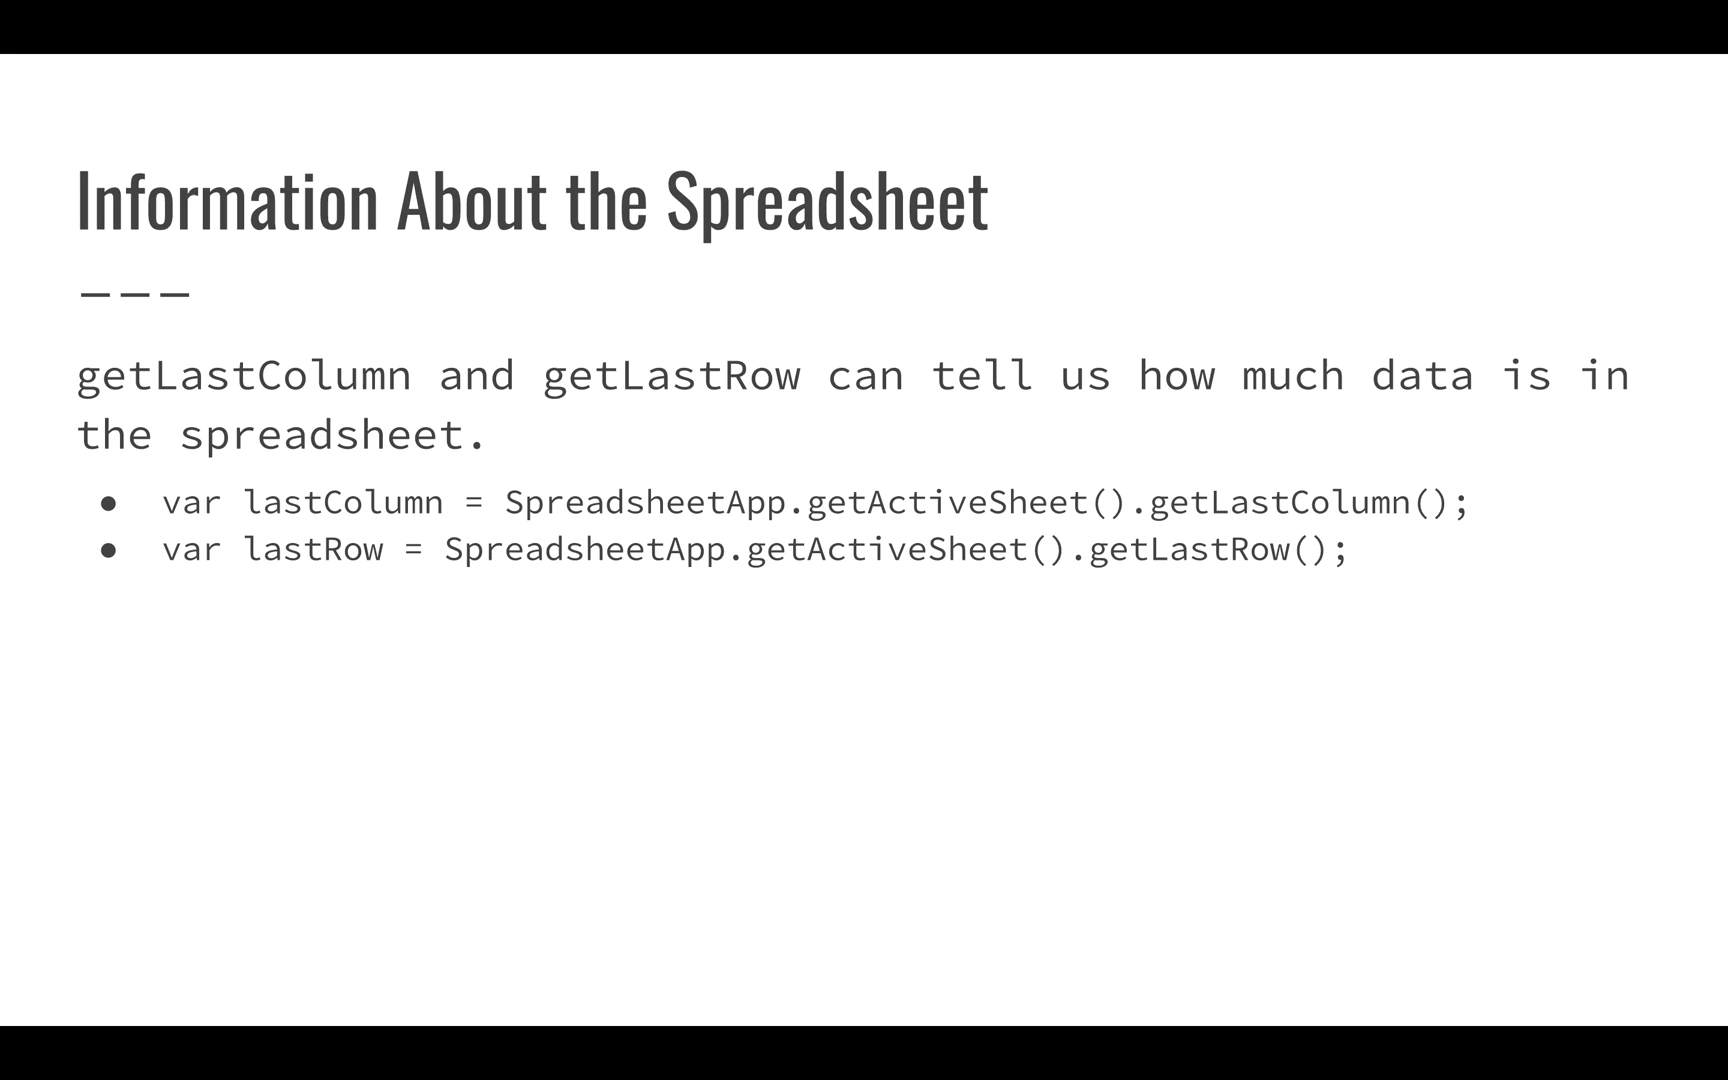 Information About the Spreadsheet
———
getLastColumn and getLastRow can tell us how much data is in
the spreadsheet.
● var lastColumn = SpreadsheetApp.getActiveSheet().getLastColumn();
● var lastRow = SpreadsheetApp.getActiveSheet().getLastRow();